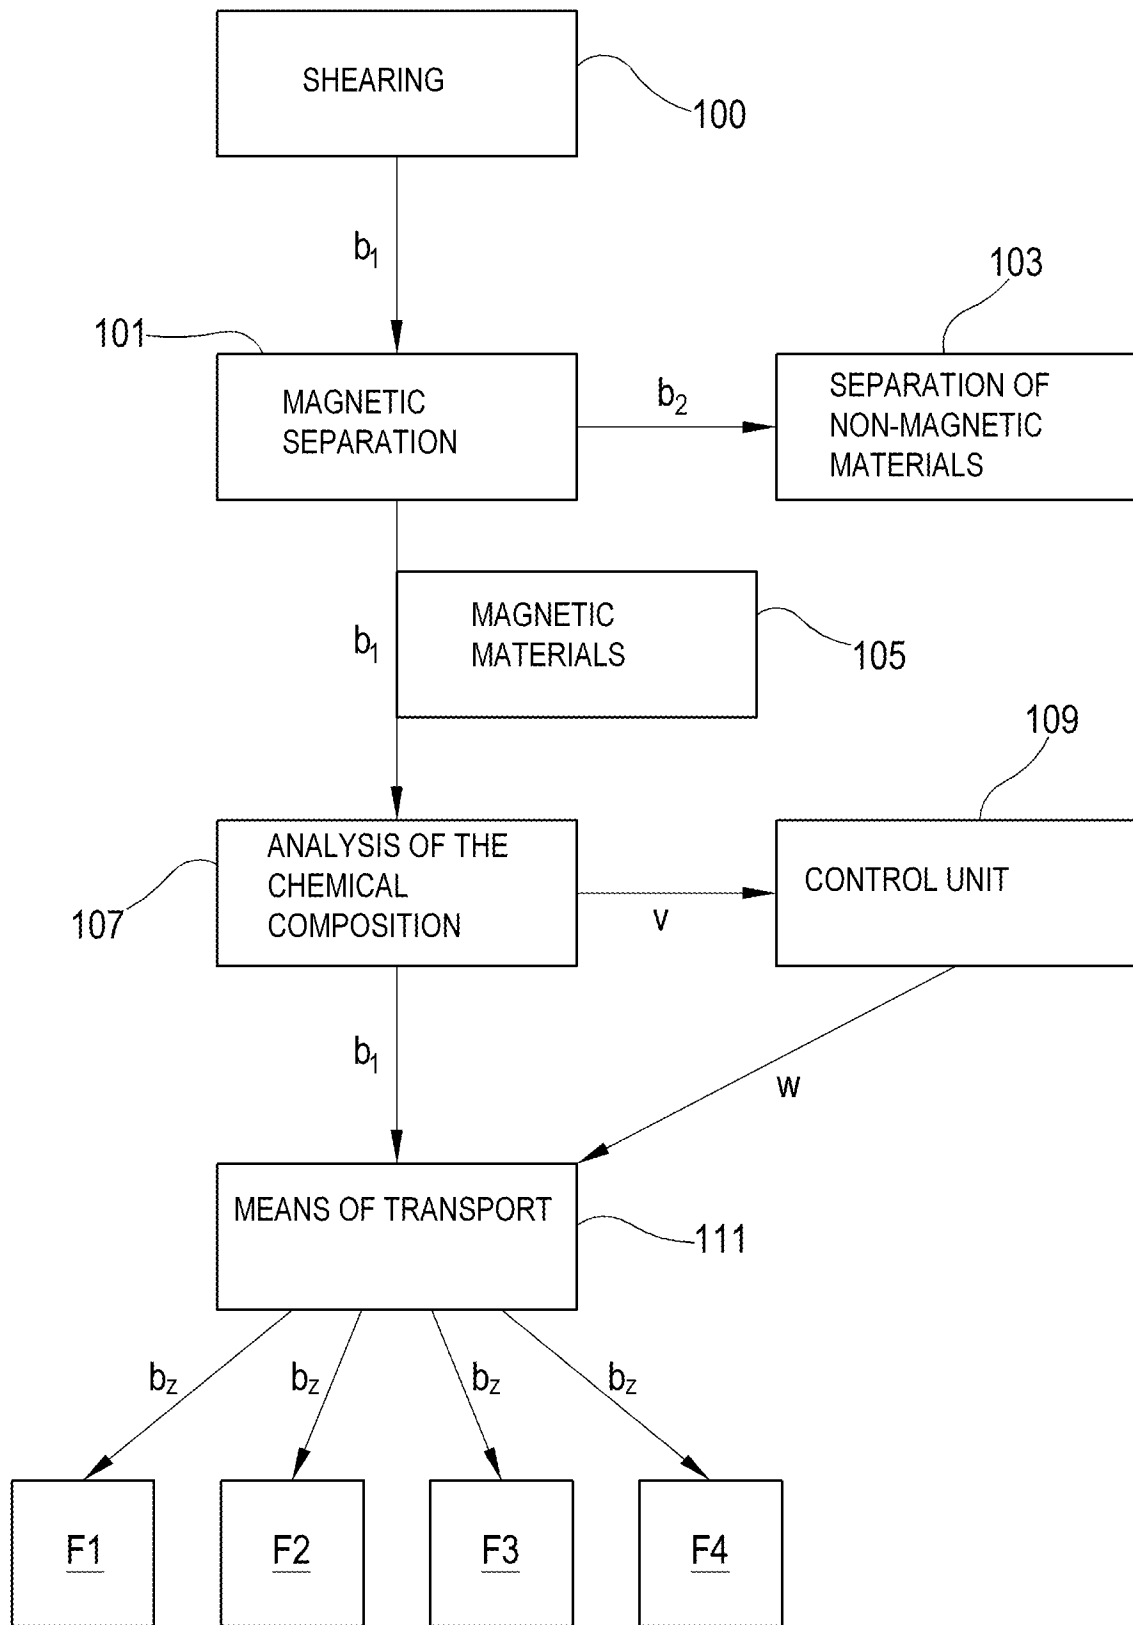 SHEARING
100
b1
103
101
MAGNETIC
SEPARATION
b2
SEPARATION OF
NON-MAGNETIC
MATERIALS
MAGNETIC
MATERIALS
b1
105
109
ANALYSIS OF THE
CHEMICAL
COMPOSITION
107
v
CONTROL UNIT
b1
w
MEANS OF TRANSPORT
111
bz
bz
bz
bz
F1
F2
F3
F4